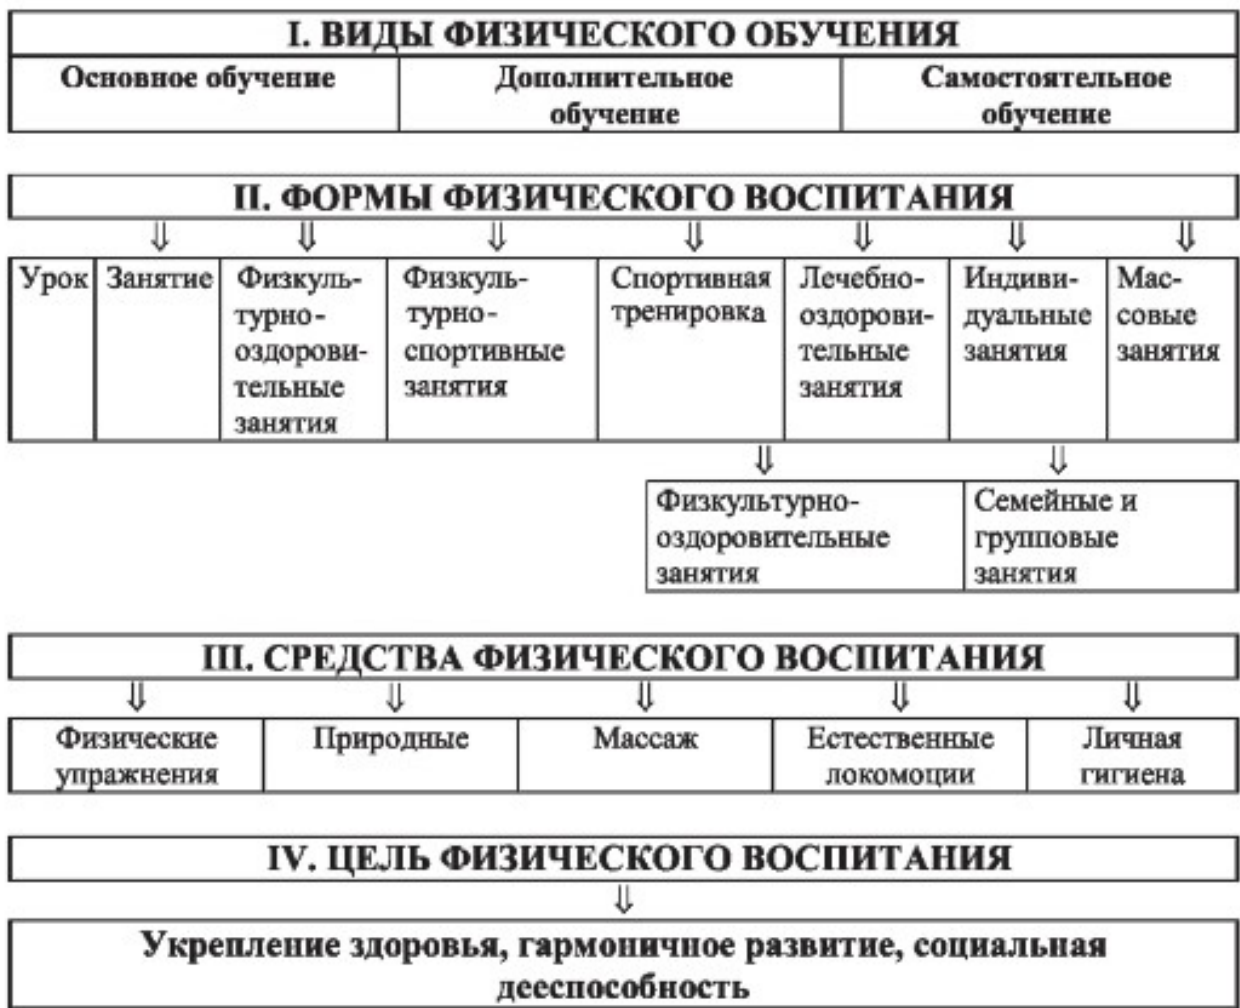 I. ВИДЫ ФИЗИЧЕСКОГО ОБУЧЕНИЯ
Основное обучение
Дополнительное
обучение
Самостоятельное
обучение
II. ФОРМЫ ФИЗИЧЕСКОГО ВОСПИТАНИЯ
Урок
Занятие
Физкуль-
турно-
оздорови-
тельные
занятия
Физкуль-
турно-
спортивные
занятия
Спортивная
тренировка
Лечебно-
оздорови-
тельные
занятия
Индиви-
дуальные
занятия
Мас-
совые
занятия
Физкультурно-
оздоровительные
занятия
Семейные и
групповые
занятия
III. СРЕДСТВА ФИЗИЧЕСКОГО ВОСПИТАНИЯ
Физические
упражнения
Природные
Массаж
Естественные
локомоции
Личная
гигиена
IV. ЦЕЛЬ ФИЗИЧЕСКОГО ВОСПИТАНИЯ
Укрепление здоровья, гармоничное развитие, социальная
дееспособность